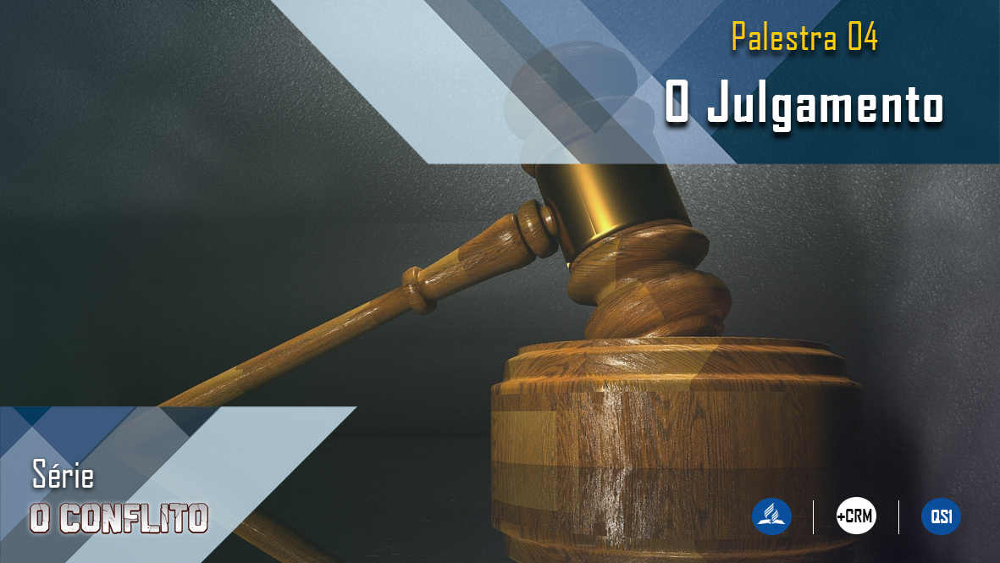 Palestra 04
O Julgamento
Série
O CONFLITO
+CRM
QS1